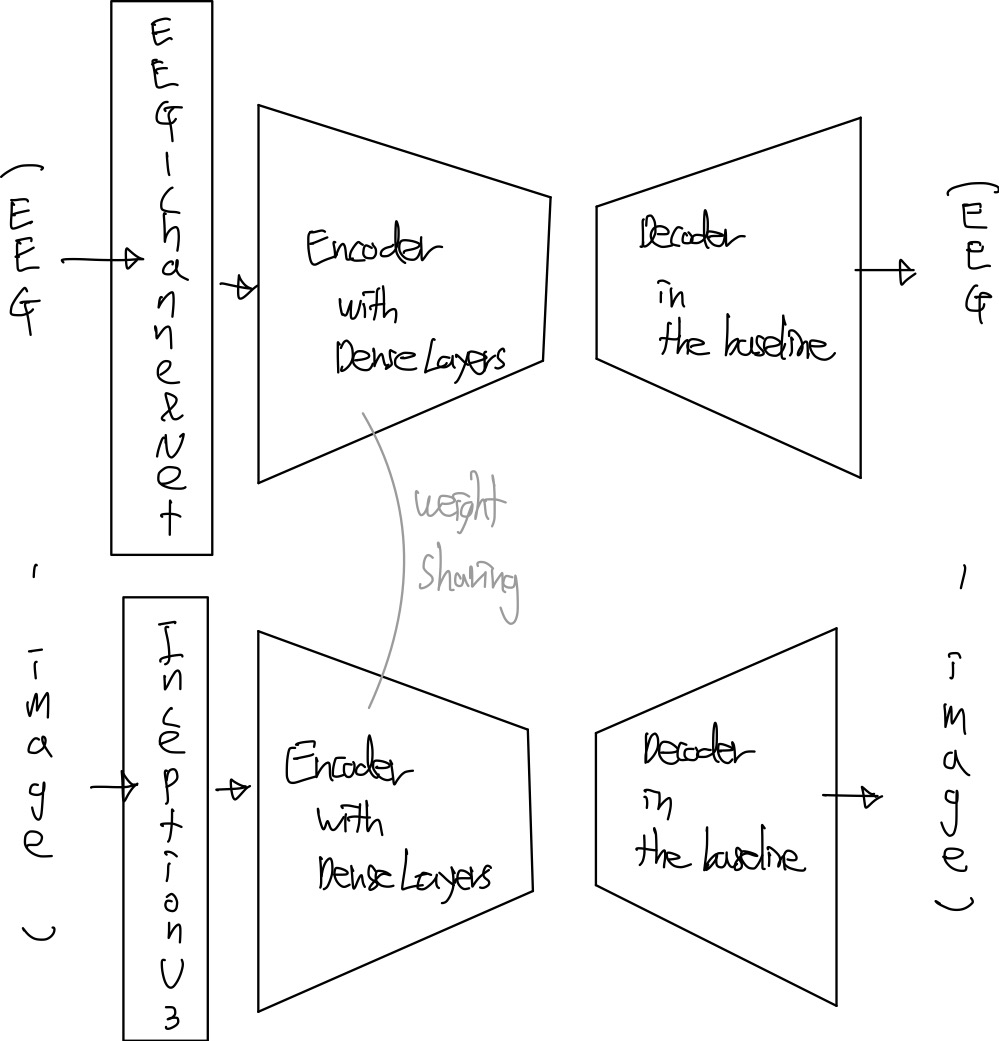 (EEG
EEGChannelNet
Encoder
with
Dense Layers
Decoder
in
the baseline
(EEG
weight
sharing
, image)
InceptionV3
Encoder
with
Dense Layers
Decoder
in
the baseline
, image)